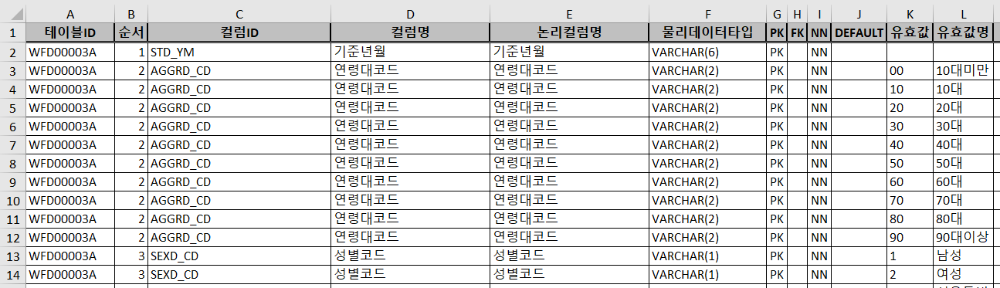 A B C D E F G H I J K L
1 테이블ID 순서 컬럼ID 컬럼명 논리컬럼명 물리데이터타입 PK FK NN DEFAULT 유효값 유효값명
2 WFD00003A 1 STD_YM 기준년월 기준년월 VARCHAR(6) PK NN
3 WFD00003A 2 AGGRD_CD 연령대코드 연령대코드 VARCHAR(2) PK NN 00 10대미만
4 WFD00003A 2 AGGRD_CD 연령대코드 연령대코드 VARCHAR(2) PK NN 10 10대
5 WFD00003A 2 AGGRD_CD 연령대코드 연령대코드 VARCHAR(2) PK NN 20 20대
6 WFD00003A 2 AGGRD_CD 연령대코드 연령대코드 VARCHAR(2) PK NN 30 30대
7 WFD00003A 2 AGGRD_CD 연령대코드 연령대코드 VARCHAR(2) PK NN 40 40대
8 WFD00003A 2 AGGRD_CD 연령대코드 연령대코드 VARCHAR(2) PK NN 50 50대
9 WFD00003A 2 AGGRD_CD 연령대코드 연령대코드 VARCHAR(2) PK NN 60 60대
10 WFD00003A 2 AGGRD_CD 연령대코드 연령대코드 VARCHAR(2) PK NN 70 70대
11 WFD00003A 2 AGGRD_CD 연령대코드 연령대코드 VARCHAR(2) PK NN 80 80대
12 WFD00003A 2 AGGRD_CD 연령대코드 연령대코드 VARCHAR(2) PK NN 90 90대이상
13 WFD00003A 3 SEXD_CD 성별코드 성별코드 VARCHAR(1) PK NN 1 남성
14 WFD00003A 3 SEXD_CD 성별코드 성별코드 VARCHAR(1) PK NN 2 여성